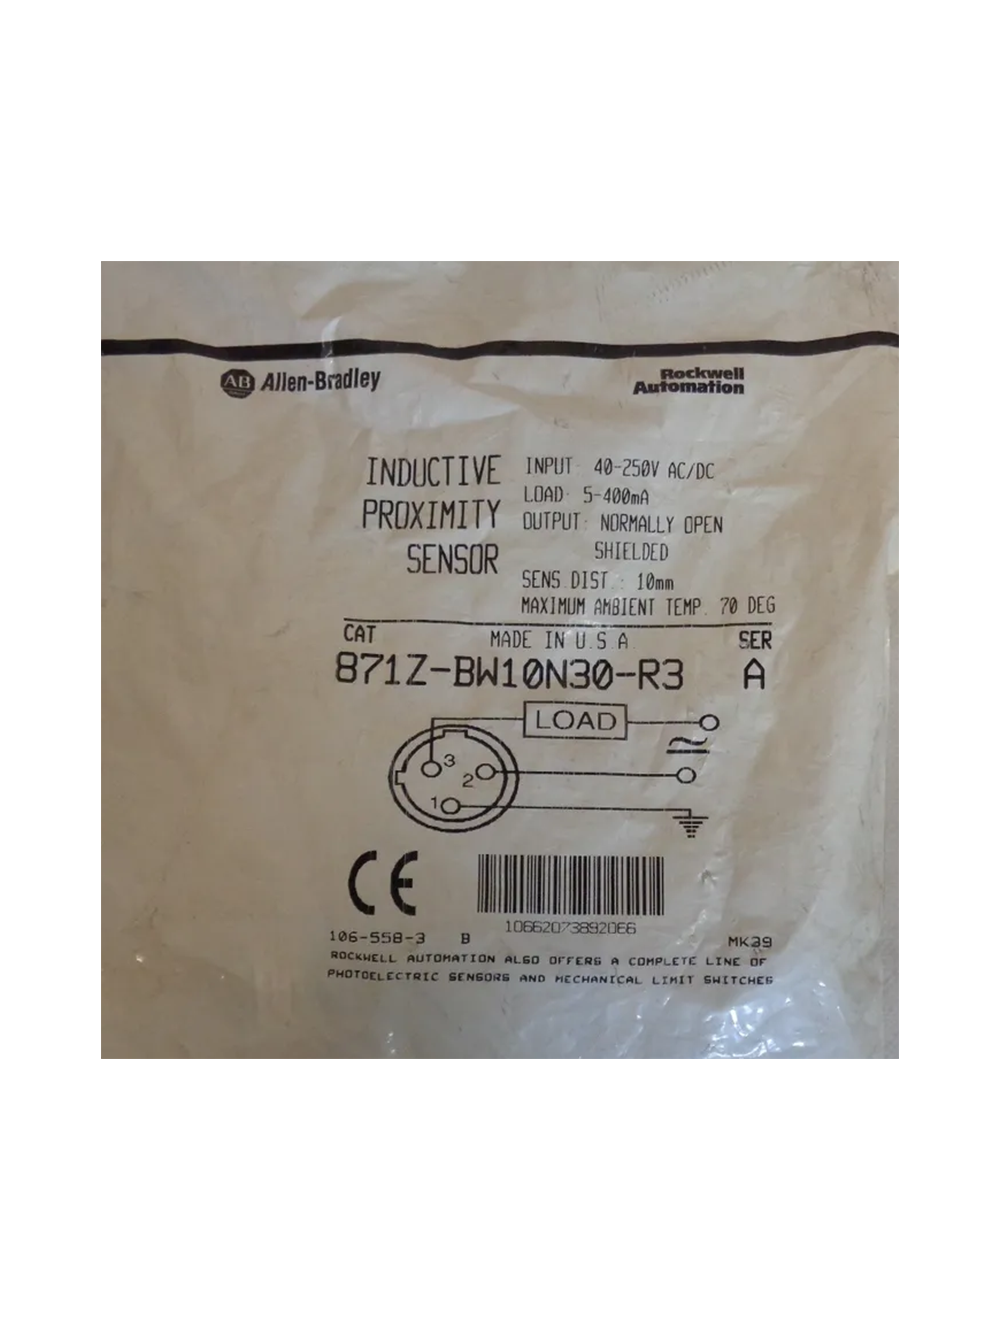 AB Allen-Bradley
Rockwell
Automation
INDUCTIVE
PROXIMITY
SENSOR
INPUT: 40-250V AC/DC
LOAD: 5-400mA
OUTPUT: NORMALLY OPEN
SHIELDED
SENS.DIST.: 10mm
MAXIMUM AMBIENT TEMP. 70 DEG
CAT MADE IN U.S.A. SER
871Z-BW10N30-R3 A
LOAD
3
2
1
CE
10662073892066
106-558-3 B MK39
ROCKWELL AUTOMATION ALSO OFFERS A COMPLETE LINE OF
PHOTOELECTRIC SENSORS AND MECHANICAL LIMIT SWITCHES